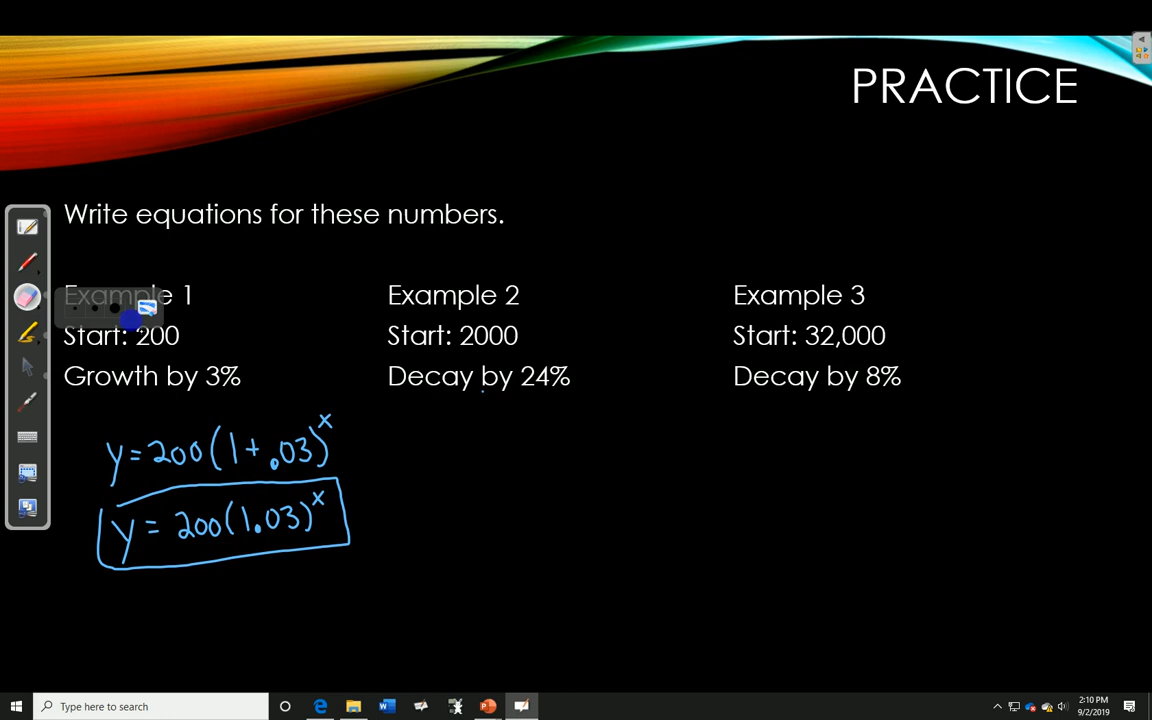 PRACTICE
Write equations for these numbers.
Example 1
Start: 200
Growth by 3%
y=200(1+.03)^x
y = 200(1.03)^x
Example 2
Start: 2000
Decay by 24%
Example 3
Start: 32,000
Decay by 8%
Type here to search
2:10 PM
9/2/2019